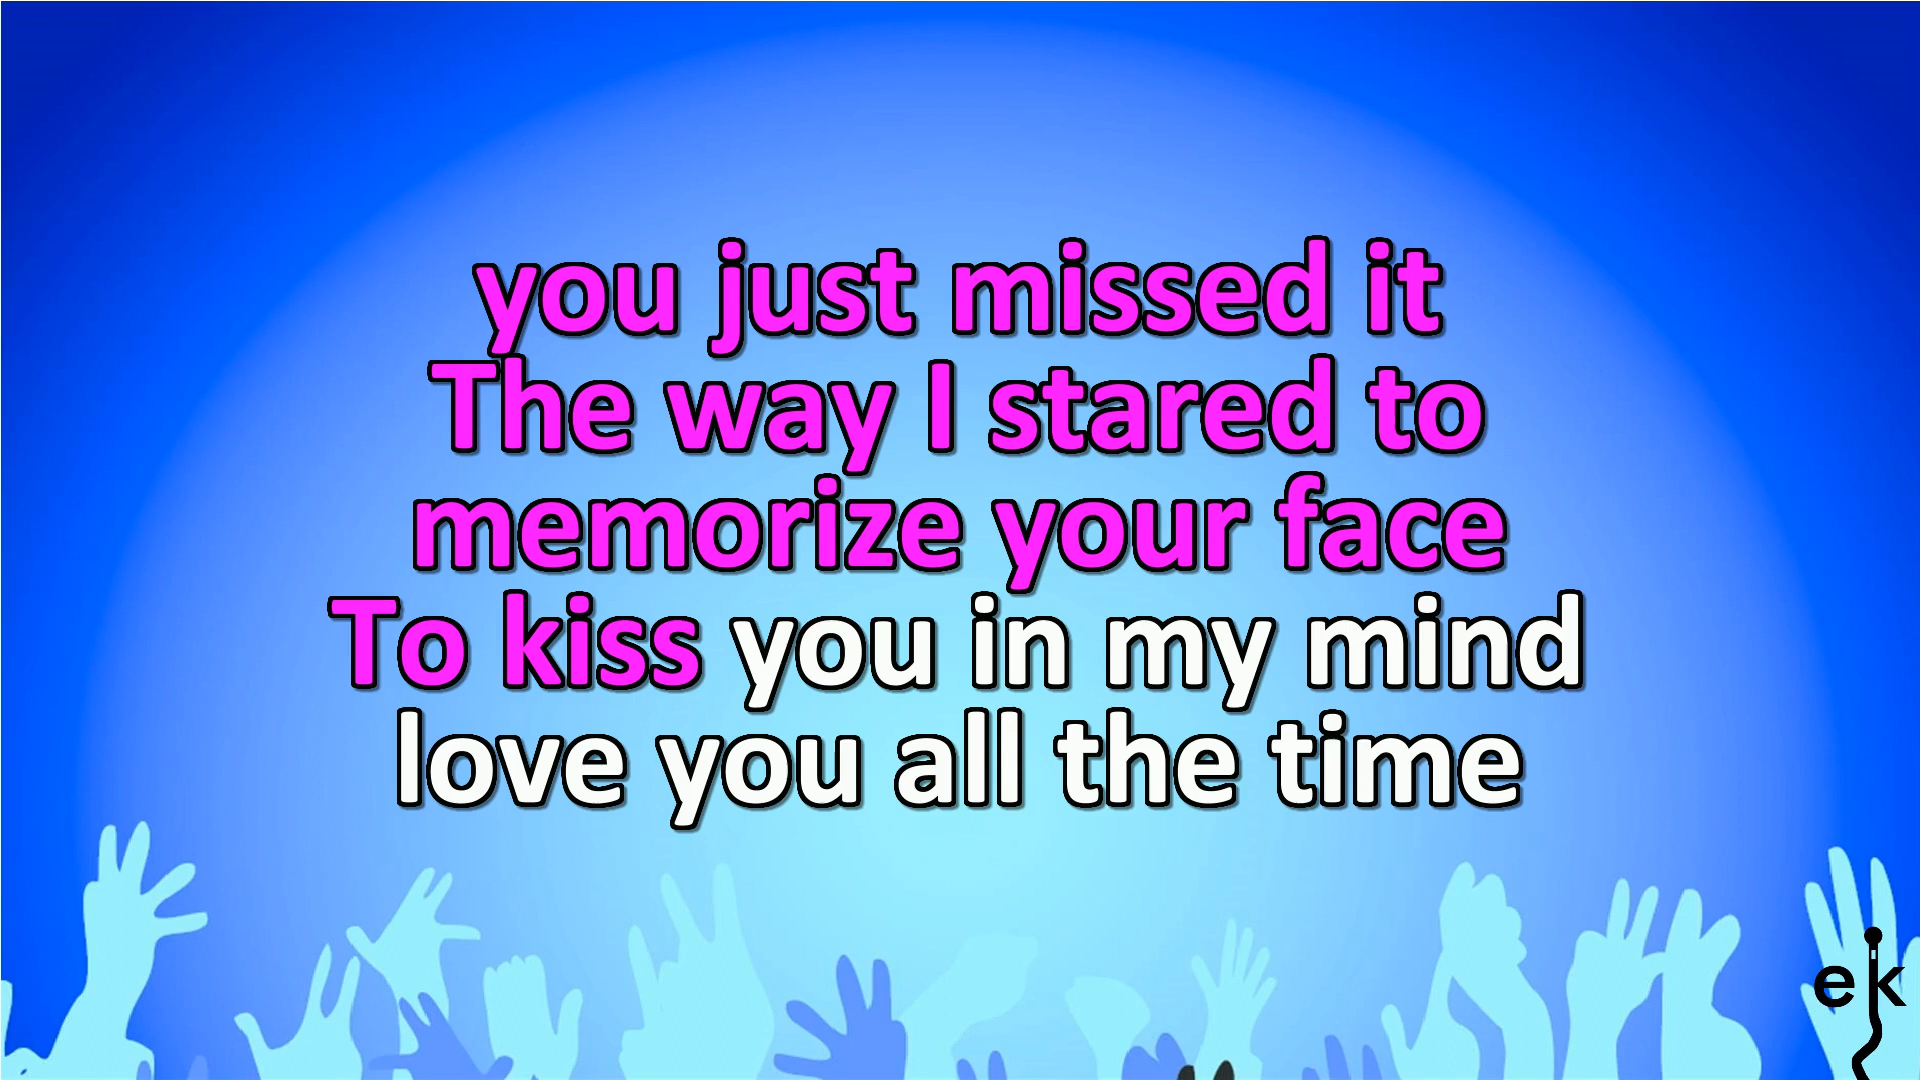 you just missed it
The way I stared to
memorize your face
To kiss you in my mind
love you all the time
ek